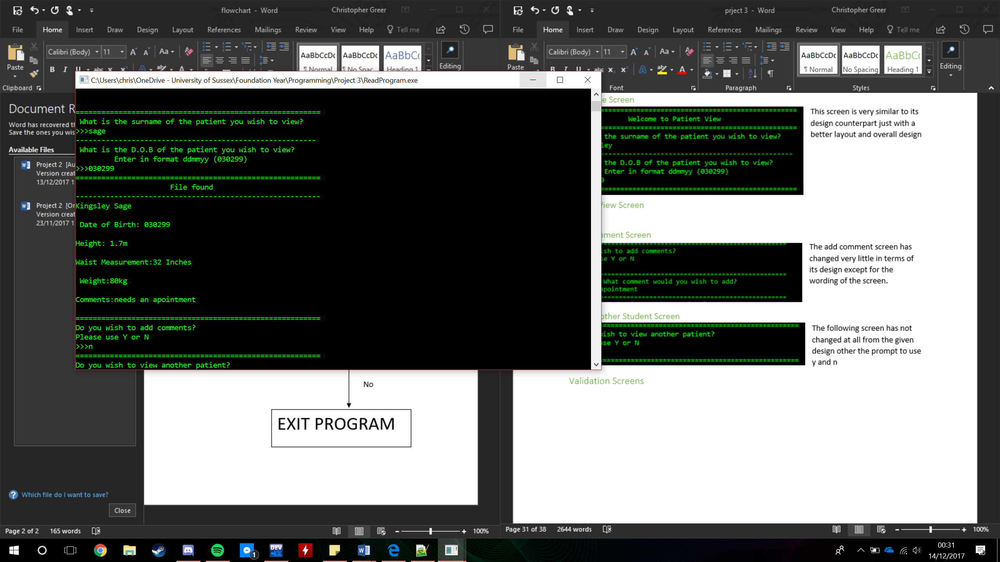 flowchart - Word
Christopher Greer
File Home Insert Draw Design Layout References Mailings Review View Help Tell me
Calibri (Body) 11
Paste
Clipboard
AaBbCcDc AaBbCcDc AaBbCc
¶ Normal ¶ No Spac... Heading 1
Editing
prject 3 - Word
Christopher Greer
File Home Insert Draw Design Layout References Mailings Review View Help Tell me
Calibri (Body) 11
Paste
AaBbCcDc AaBbCcDc AaBbCc
¶ Normal No Spacing Heading 1
Editing
Font Paragraph Styles
Document R
Word has recovered th
Save the ones you wis
Available Files
Project 2 [Au
Version creat
13/12/2017 1
Project 2 [Or
Version creat
23/11/2017 1
Which file do I want to save?
Close
C:\Users\chris\OneDrive - University of Sussex\Foundation Year\Programming\Project 3\ReadProgram.exe
=========================================================
What is the surname of the patient you wish to view?
>>>sage
--------------------------------------------------------
What is the D.O.B of the patient you wish to view?
Enter in format ddmmyy (030299)
>>>030299
=========================================================
File found
---------------------------------------------------------
Kingsley Sage
Date of Birth: 030299
Height: 1.7m
Waist Measurement:32 Inches
Weight:80kg
Comments:needs an apointment
=========================================================
Do you wish to add comments?
Please use Y or N
>>>n
=========================================================
Do you wish to view another patient?
No
EXIT PROGRAM
e Screen
Welcome to Patient View
the surname of the patient you wish to view?
ley
the D.O.B of the patient you wish to view?
Enter in format ddmmyy (030299)
9
This screen is very similar to its
design counterpart just with a
better layout and overall design
View Screen
mment Screen
ish to add comments?
se Y or N
What comment would you wish to add?
apointment
The add comment screen has
changed very little in terms of
its design except for the
wording of the screen.
other Student Screen
wish to view another patient?
use Y or N
The following screen has not
changed at all from the given
design other the prompt to use
y and n
Validation Screens
Page 2 of 2 165 words
100%
Page 31 of 38 2644 words
100%
1
DEV
C++
00:31
14/12/2017